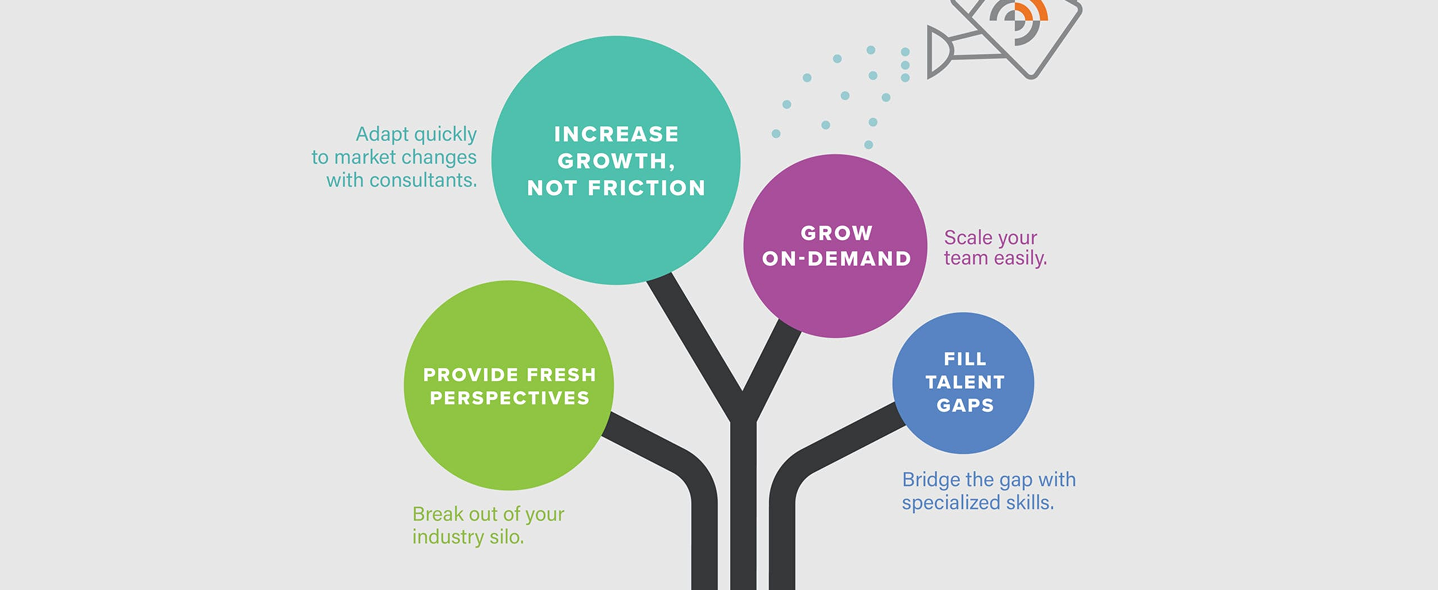 Adapt quickly
to market changes
with consultants.
INCREASE
GROWTH,
NOT FRICTION
GROW
ON-DEMAND
Scale your
team easily.
PROVIDE FRESH
PERSPECTIVES
Break out of your
industry silo.
FILL
TALENT
GAPS
Bridge the gap with
specialized skills.